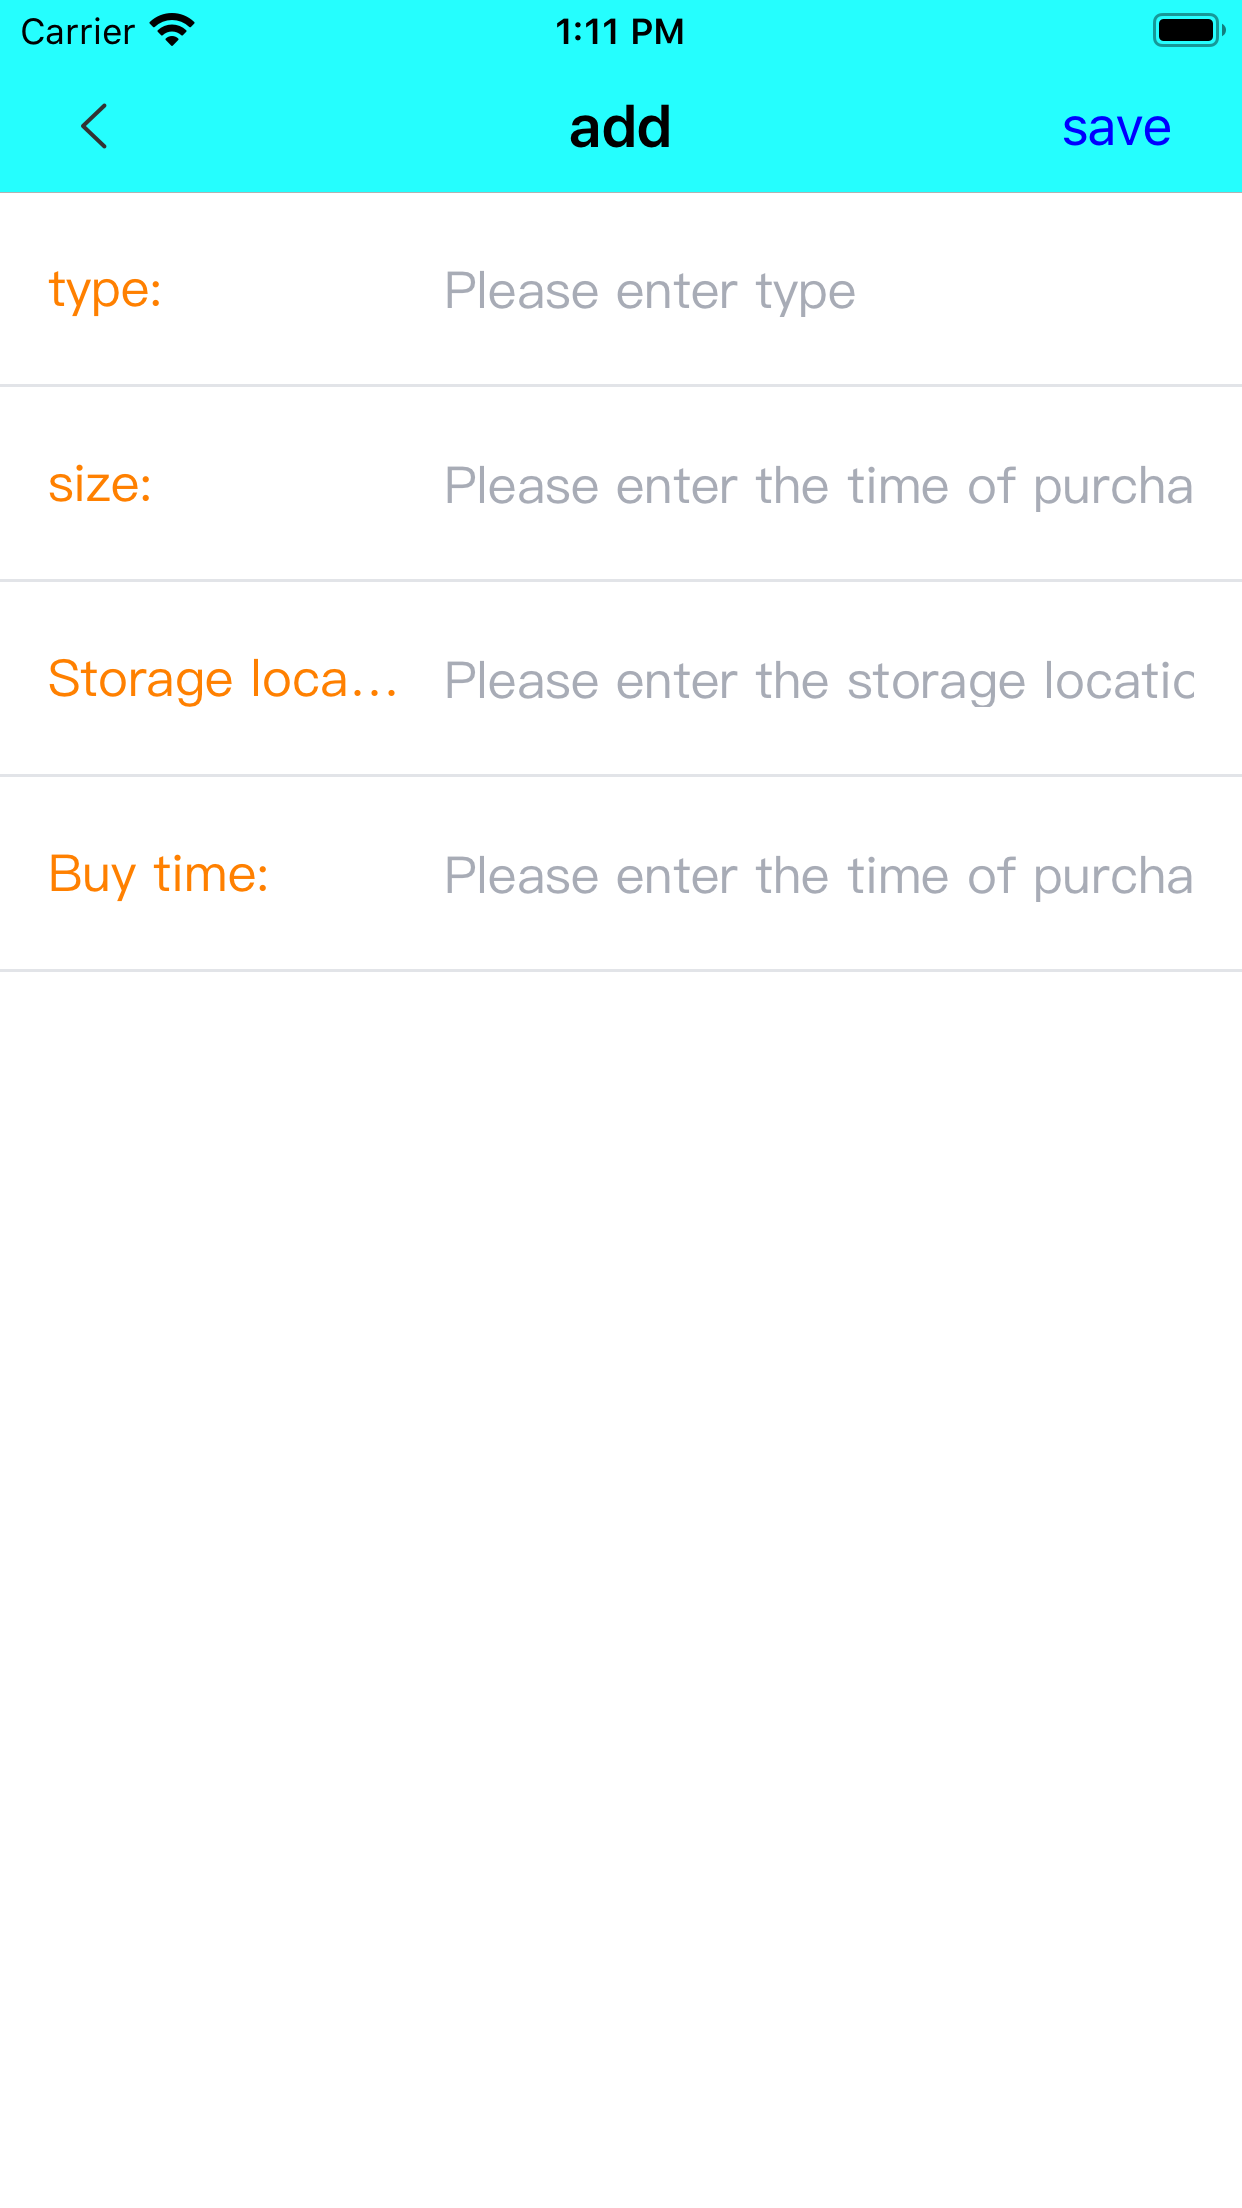 Carrier 1:11 PM
add save
type: Please enter type
size: Please enter the time of purcha
Storage loca... Please enter the storage locatic
Buy time: Please enter the time of purcha